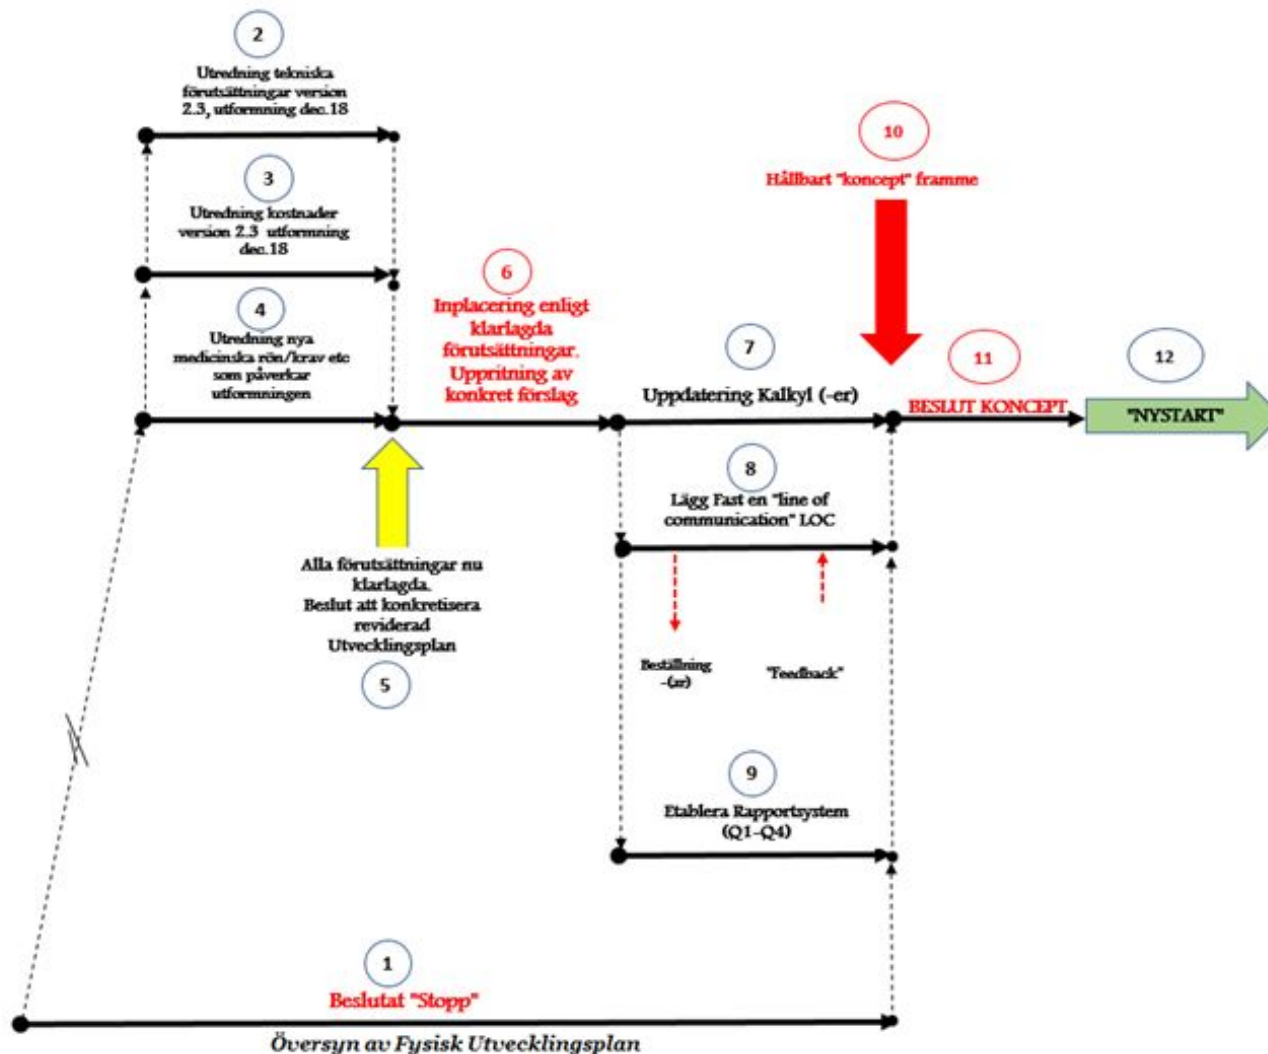 2
Utredning tekniska
förutsättningar version
2.3, utformning dec.18
3
Utredning kostnader
version 2.3 utformning
dec.18
4
Utredning nya
medicinska rön/krav etc
som påverkar
utformningen
Alla förutsättningar nu
klarlagda.
Beslut att konkretisera
reviderad
Utvecklingsplan
5
6
Inplacering enligt
klarlagda
förutsättningar.
Uppritning av
konkret förslag
7
Uppdatering Kalkyl (-er)
8
Lägg Fast en "line of
communication" LOC
Beställning
-(ar)
"Feedback"
9
Etablera Rapportsystem
(Q1-Q4)
10
Hållbart "koncept" framme
11
BESLUT KONCEPT
12
"NYSTART"
1
Beslutat "Stopp"
Översyn av Fysisk Utvecklingsplan